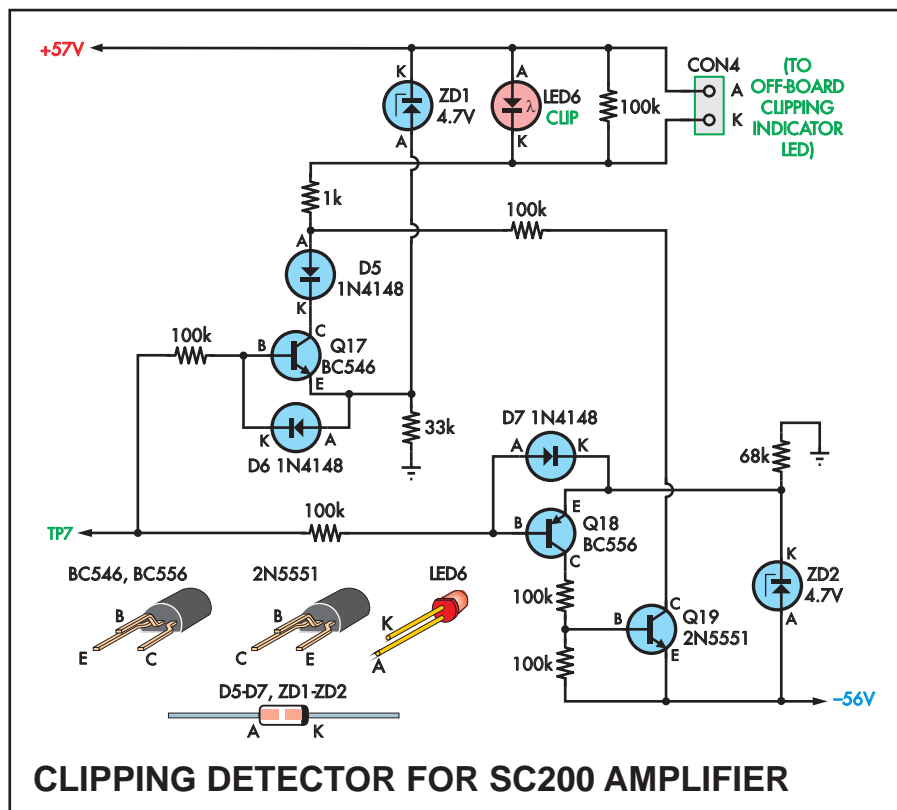 +57V
K
ZD1
4.7V
A
A
LED6
CLIP
λ
K
100k
CON4
A
K
(TO
OFF-BOARD
CLIPPING
INDICATOR
LED)
1k
100k
A
D5
1N4148
K
100k
B
C
Q17
BC546
E
K
A
D6 1N4148
33k
D7 1N4148
A
K
68k
TP7
100k
B
E
Q18
BC556
C
100k
B
C
Q19
2N5551
E
100k
K
ZD2
4.7V
A
–56V
BC546, BC556
B
E
C
2N5551
B
C
E
LED6
K
A
D5-D7, ZD1-ZD2
A
K
CLIPPING DETECTOR FOR SC200 AMPLIFIER